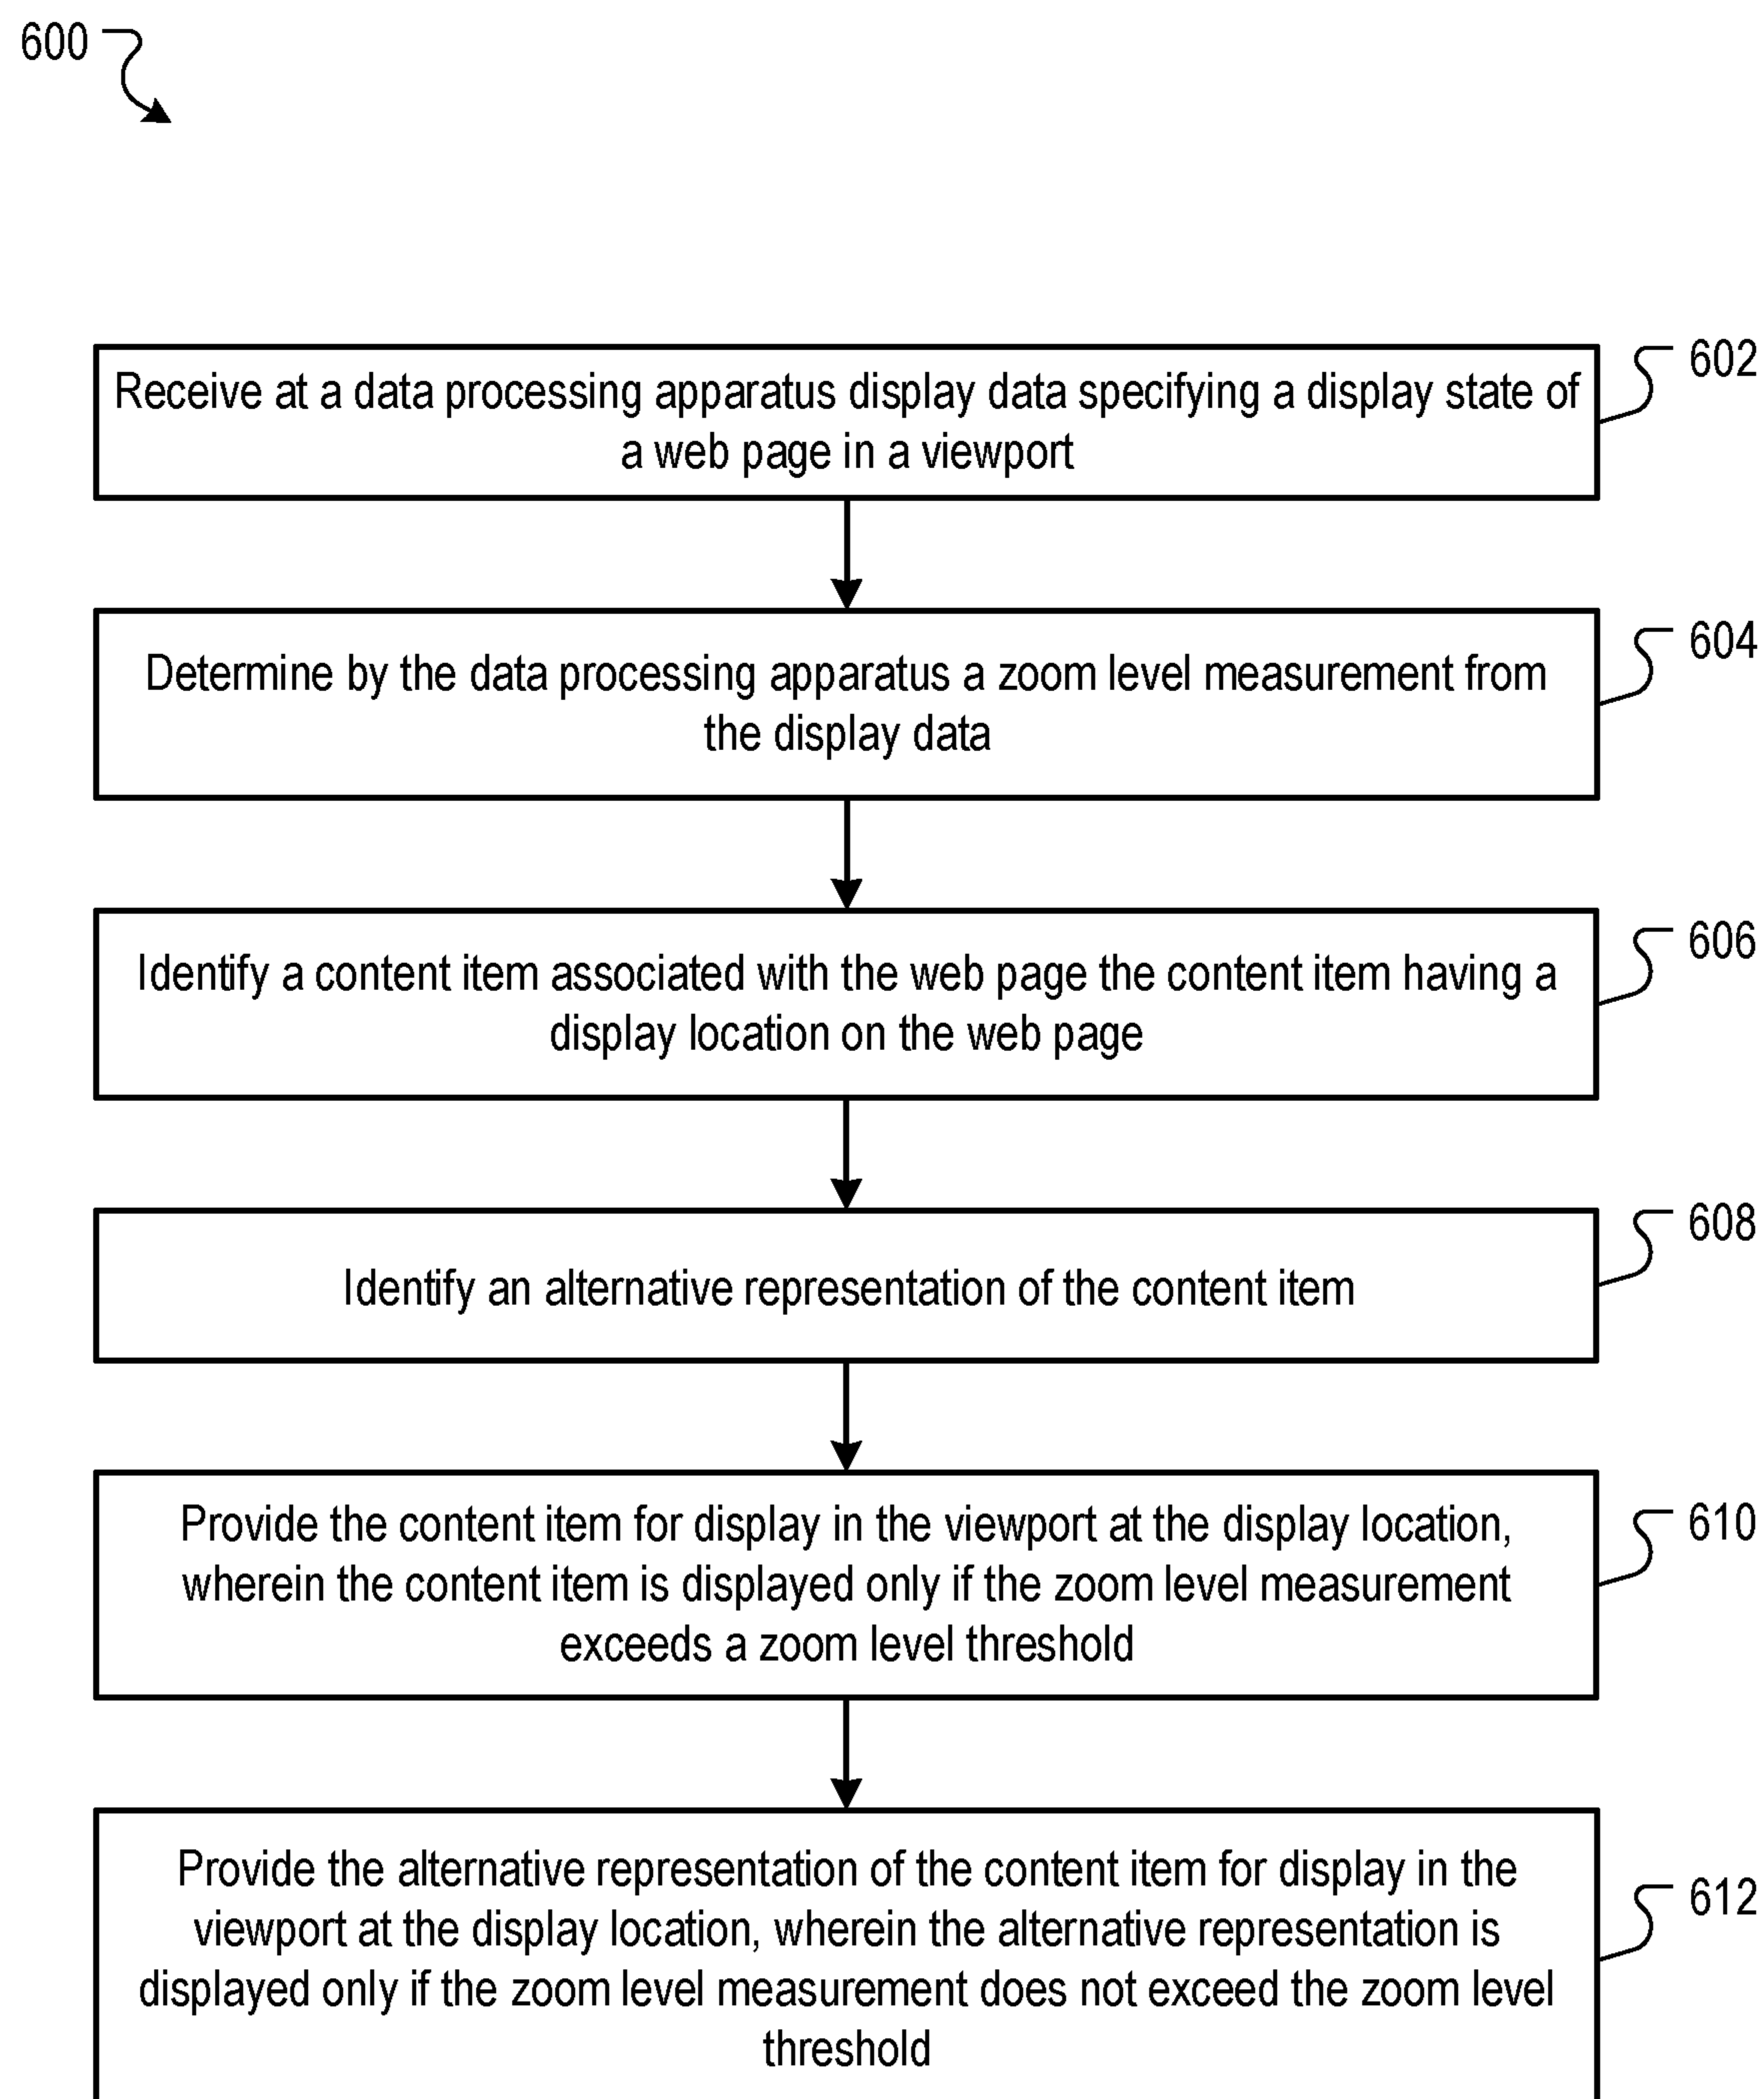 600
Receive at a data processing apparatus display data specifying a display state of
a web page in a viewport
602
Determine by the data processing apparatus a zoom level measurement from
the display data
604
Identify a content item associated with the web page the content item having a
display location on the web page
606
Identify an alternative representation of the content item
608
Provide the content item for display in the viewport at the display location,
wherein the content item is displayed only if the zoom level measurement
exceeds a zoom level threshold
610
Provide the alternative representation of the content item for display in the
viewport at the display location, wherein the alternative representation is
displayed only if the zoom level measurement does not exceed the zoom level
threshold
612